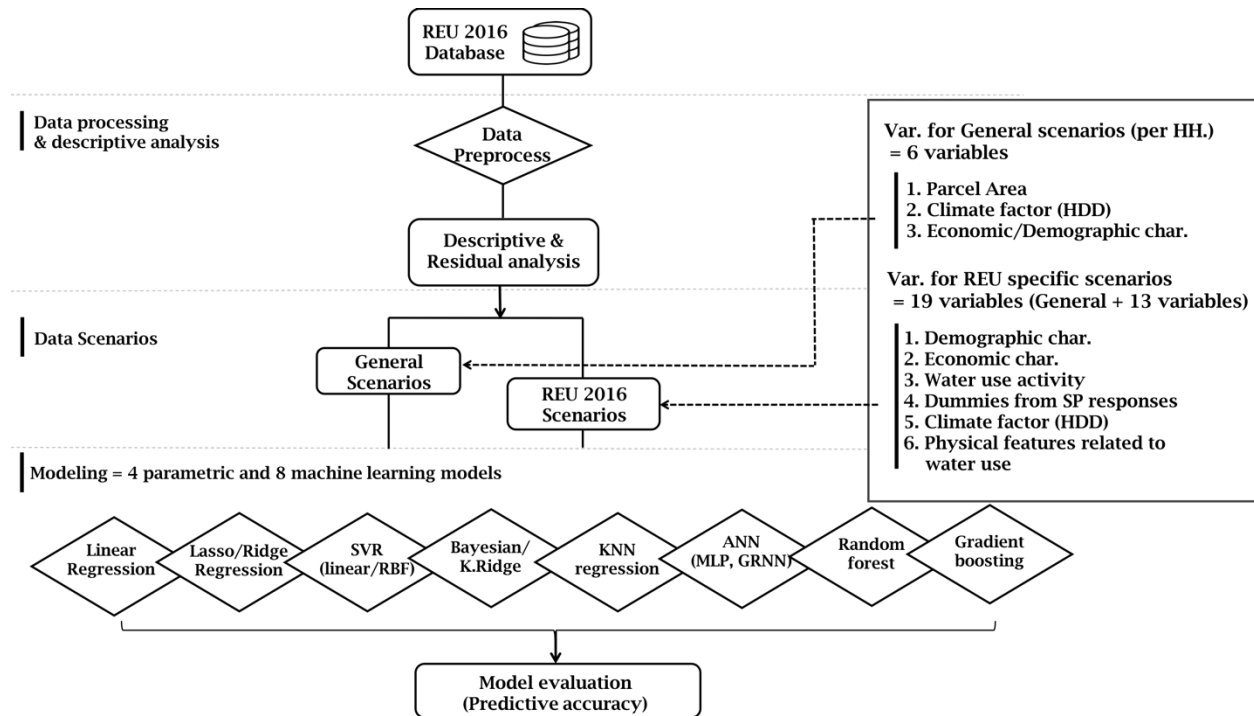 REU 2016
Database
Data processing
& descriptive analysis
Data
Preprocess
Descriptive &
Residual analysis
Data Scenarios
General
Scenarios
REU 2016
Scenarios
Var. for General scenarios (per HH.)
= 6 variables
1. Parcel Area
2. Climate factor (HDD)
3. Economic/Demographic char.
Var. for REU specific scenarios
= 19 variables (General + 13 variables)
1. Demographic char.
2. Economic char.
3. Water use activity
4. Dummies from SP responses
5. Climate factor (HDD)
6. Physical features related to
water use
Modeling = 4 parametric and 8 machine learning models
Linear
Regression
Lasso/Ridge
Regression
SVR
(linear/RBF)
Bayesian/
K.Ridge
KNN
regression
ANN
(MLP, GRNN)
Random
forest
Gradient
boosting
Model evaluation
(Predictive accuracy)